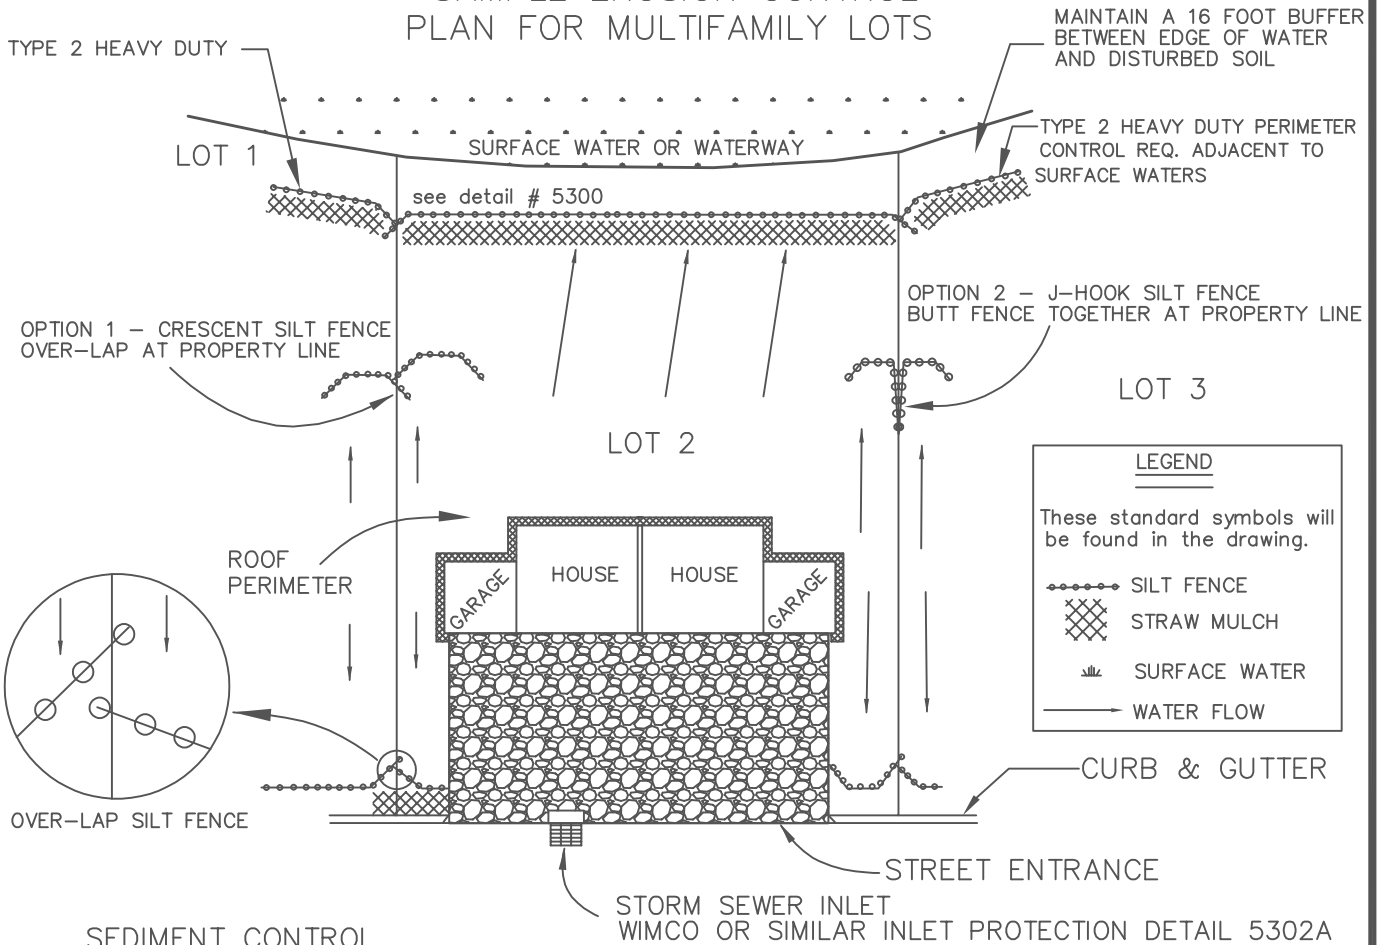 SAMPLE EROSION CONTROL
PLAN FOR MULTIFAMILY LOTS
TYPE 2 HEAVY DUTY
MAINTAIN A 16 FOOT BUFFER
BETWEEN EDGE OF WATER
AND DISTURBED SOIL
LOT 1
SURFACE WATER OR WATERWAY
TYPE 2 HEAVY DUTY PERIMETER
CONTROL REQ. ADJACENT TO
SURFACE WATERS
see detail # 5300
OPTION 1 – CRESCENT SILT FENCE
OVER-LAP AT PROPERTY LINE
OPTION 2 – J-HOOK SILT FENCE
BUTT FENCE TOGETHER AT PROPERTY LINE
LOT 3
LOT 2
LEGEND
These standard symbols will
be found in the drawing.
SILT FENCE
STRAW MULCH
SURFACE WATER
WATER FLOW
ROOF
PERIMETER
GARAGE
HOUSE
HOUSE
GARAGE
OVER-LAP SILT FENCE
CURB & GUTTER
STREET ENTRANCE
STORM SEWER INLET
WIMCO OR SIMILAR INLET PROTECTION DETAIL 5302A
SEDIMENT CONTROL